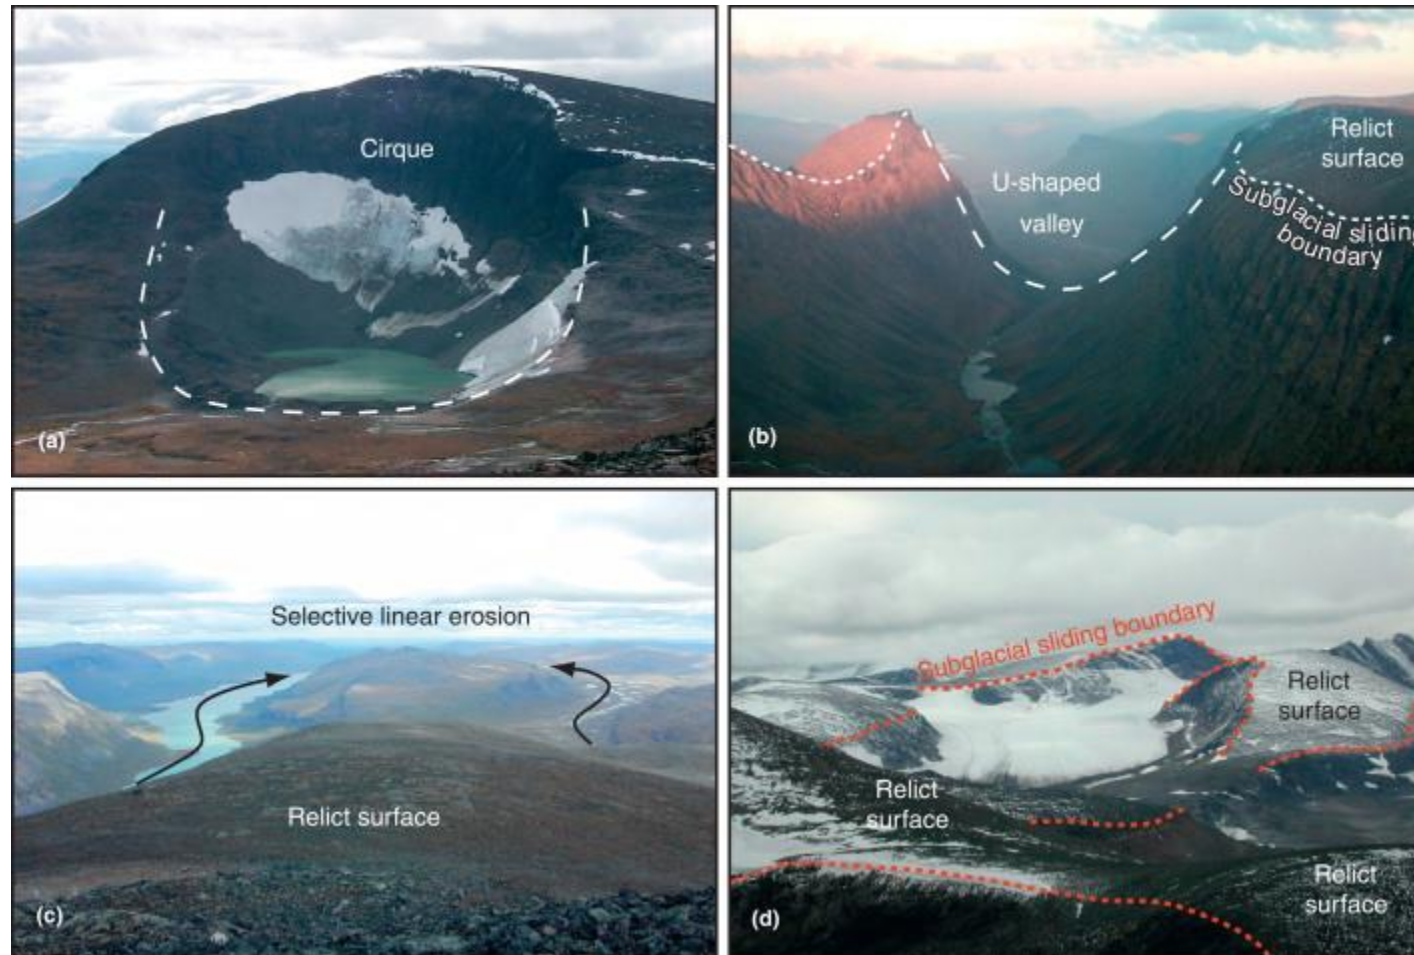 Cirque
(a)
U-shaped
valley
Relict
surface
Subglacial sliding
boundary
(b)
Selective linear erosion
Relict surface
(c)
Subglacial sliding boundary
Relict
surface
Relict
surface
Relict
surface
(d)